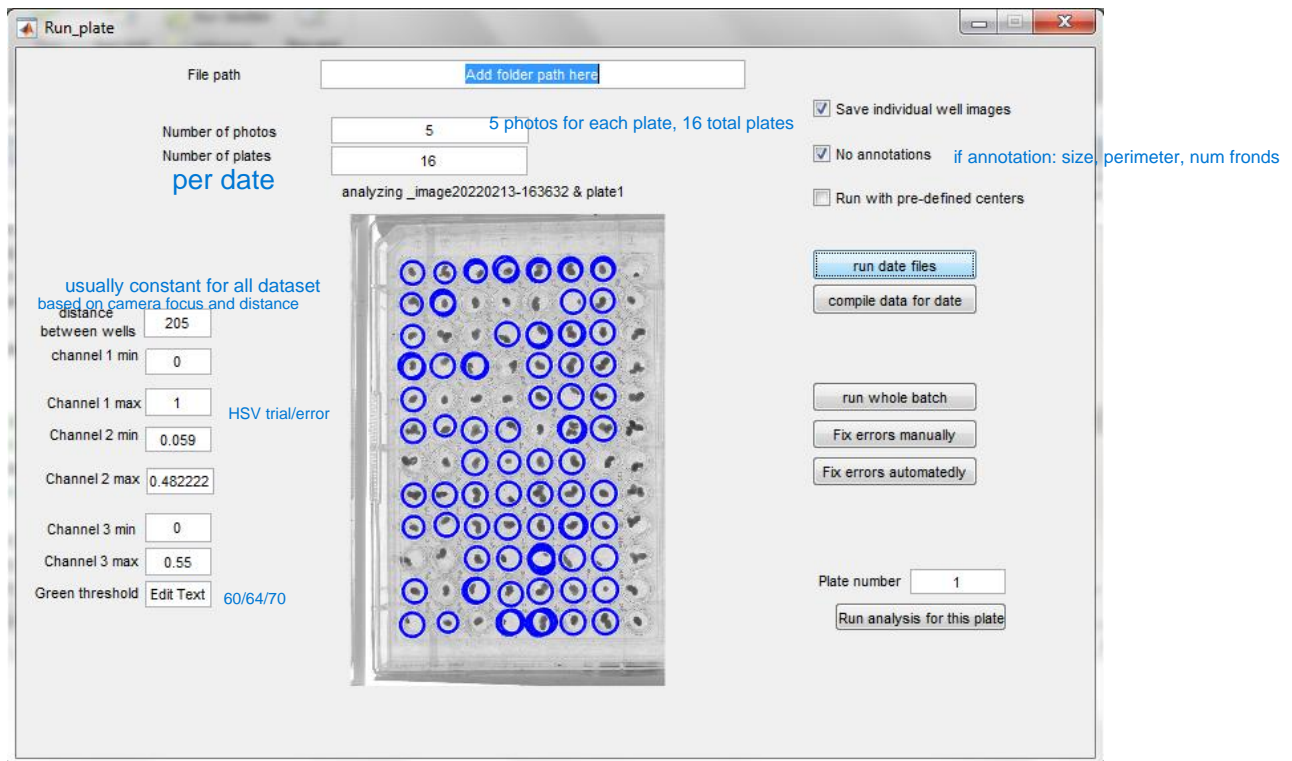 Run_plate
File path
Add folder path here
Number of photos
5
5 photos for each plate, 16 total plates
Number of plates
16
per date
analyzing _image20220213-163632 & plate1
Save individual well images
No annotations
if annotation: size, perimeter, num fronds
Run with pre-defined centers
usually constant for all dataset
based on camera focus and distance
distance
between wells
205
channel 1 min
0
Channel 1 max
1
HSV trial/error
Channel 2 min
0.059
Channel 2 max
0.482222
Channel 3 min
0
Channel 3 max
0.55
Green threshold
Edit Text
60/64/70
run date files
compile data for date
run whole batch
Fix errors manually
Fix errors automatedly
Plate number
1
Run analysis for this plate